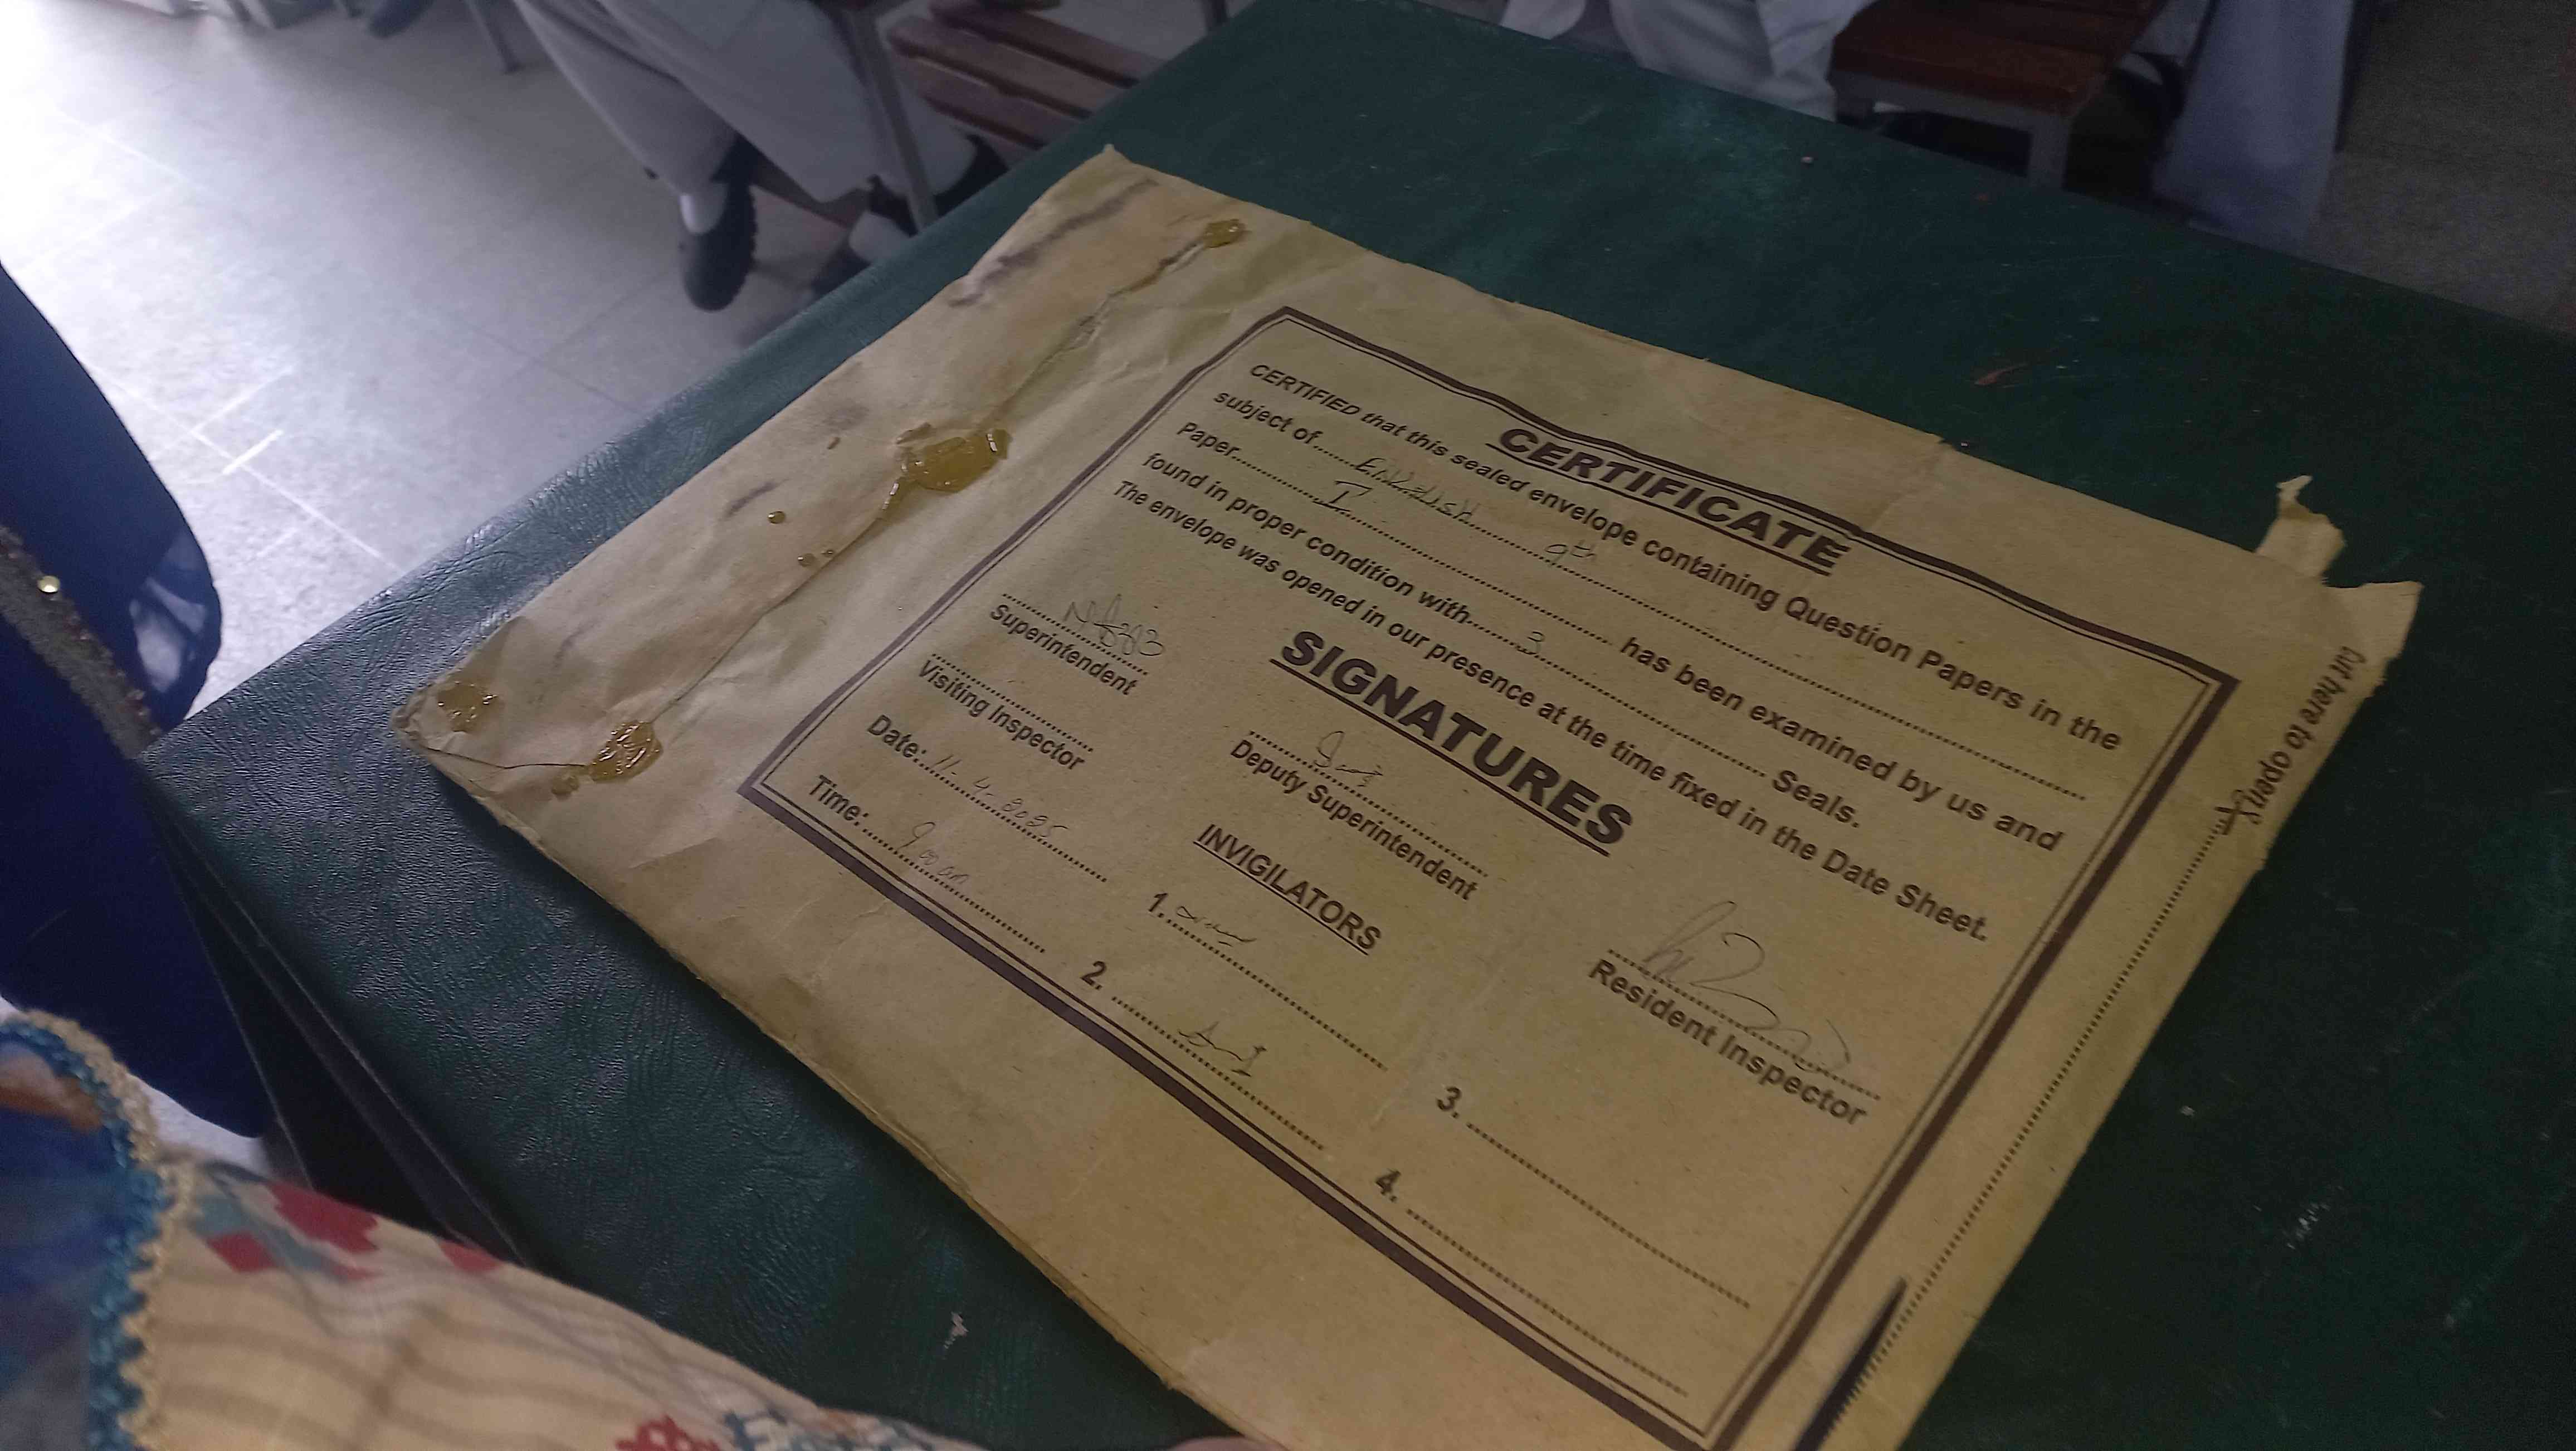 CERTIFICATE
CERTIFIED that this sealed envelope containing Question Papers in the
subject of ENGLISH 9th
Paper I has been examined by us and
found in proper condition with 3 Seals.
The envelope was opened in our presence at the time fixed in the Date Sheet.
SIGNATURES
Superintendent
Deputy Superintendent
Resident Inspector
Visiting Inspector
INVIGILATORS
Date: 11-4-2025
1.
3.
Time: 9:00 am
2.
4.
Cut here to open